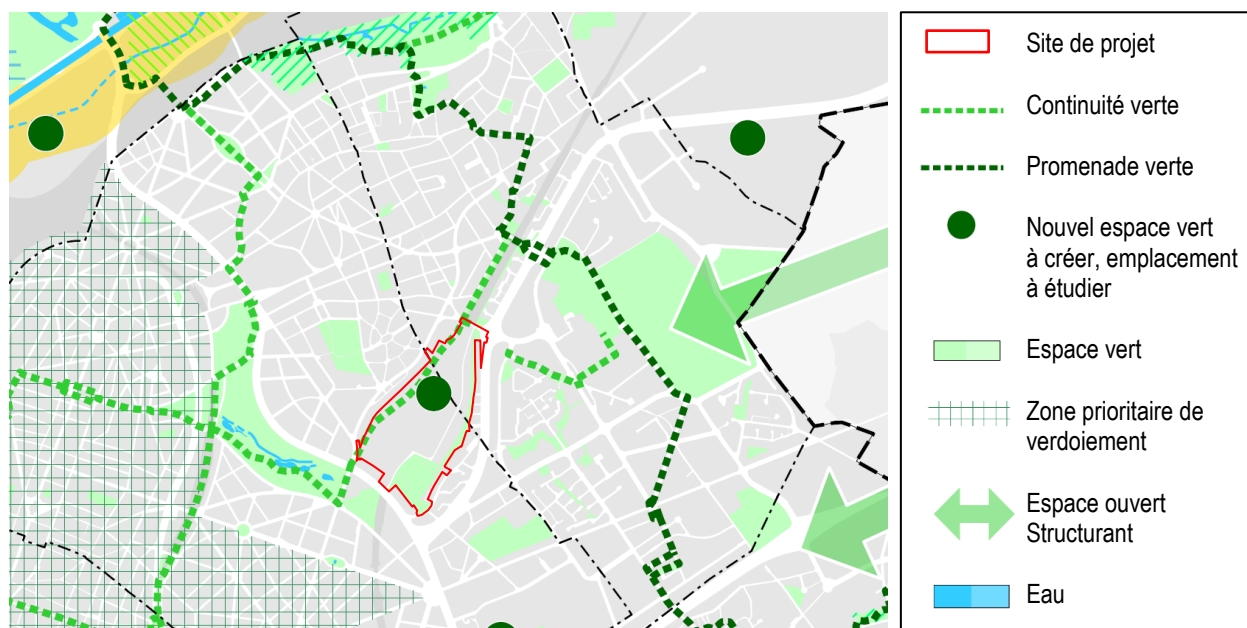 Site de projet
Continuité verte
Promenade verte
Nouvel espace vert
à créer, emplacement
à étudier
Espace vert
Zone prioritaire de
verdoiement
Espace ouvert
Structurant
Eau